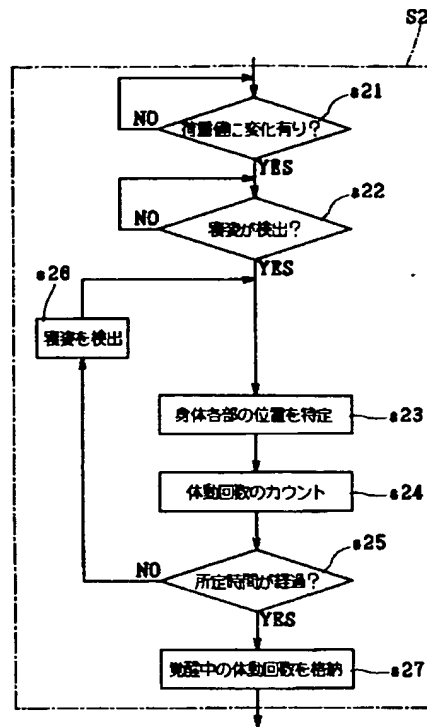 S2
s21
荷重値に変化有り?
NO
YES
s22
寝姿が検出?
NO
YES
s26
寝姿を検出
身体各部の位置を特定
s23
体動回数のカウント
s24
s25
所定時間が経過?
NO
YES
覚醒中の体動回数を格納
s27